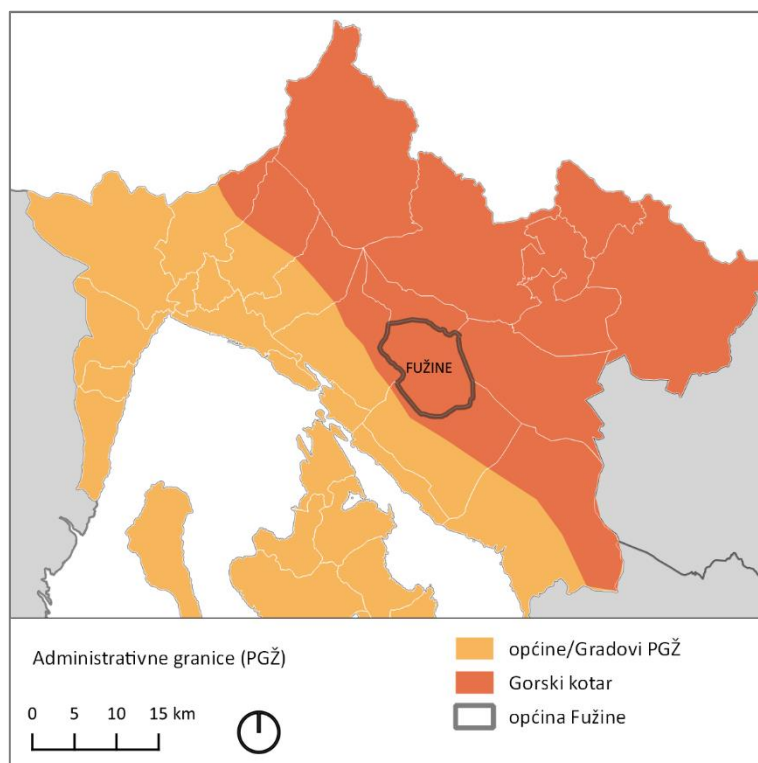 FUŽINE
Administrativne granice (PGŽ)
0 5 10 15 km
općine/Gradovi PGŽ
Gorski kotar
općina Fužine